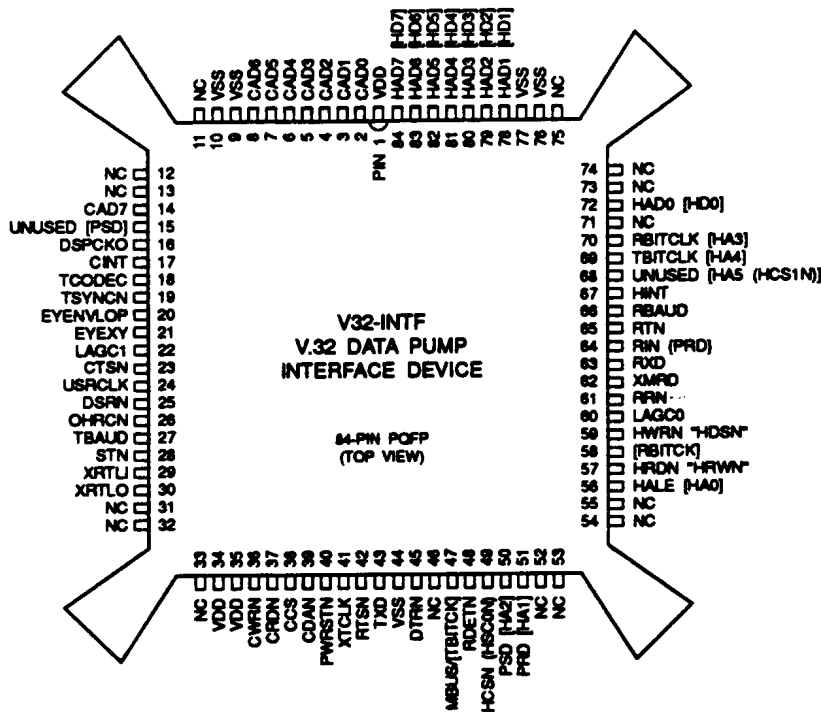 [HD7] [HD6] [HD5] [HD4] [HD3] [HD2] [HD1]
NC VSS VSS CAD6 CAD5 CAD4 CAD3 CAD2 CAD1 CAD0 VDD HAD7 HAD6 HAD5 HAD4 HAD3 HAD2 HAD1 VSS VSS NC
11 10 9 8 7 6 5 4 3 2 PIN 1 84 83 82 81 80 79 78 77 76 75
NC 12
NC 13
CAD7 14
UNUSED [PSD] 15
DSPCKO 16
CINT 17
TCODEC 18
TSYNCN 19
EYENVLOP 20
EYEXY 21
LAGC1 22
CTSN 23
USRCLK 24
DSRN 25
OHRCN 26
TBAUD 27
STN 28
XRTLI 29
XRTLO 30
NC 31
NC 32
V32-INTF
V.32 DATA PUMP
INTERFACE DEVICE
84-PIN PQFP
(TOP VIEW)
74 NC
73 NC
72 HAD0 [HD0]
71 NC
70 RBITCLK [HA3]
69 TBITCLK [HA4]
68 UNUSED [HA5 (HCS1N)]
67 HINT
66 RBAUD
65 RTN
64 RIN (PRD)
63 RXD
62 XMRD
61 RRN
60 LAGC0
59 HWRN "HDSN"
58 [RBITCK]
57 HRDN "HRWN"
56 HALE [HA0]
55 NC
54 NC
33 34 35 36 37 38 39 40 41 42 43 44 45 46 47 48 49 50 51 52 53
NC VDD VDD CWRN CRDN CCS CDAN PWRSTN XTCLK RTSN TXD VSS DTRN NC MBUS/[TBITCK] RDETN HCSN (HSC0N) PSD [HA2] PRD [HA1] NC NC